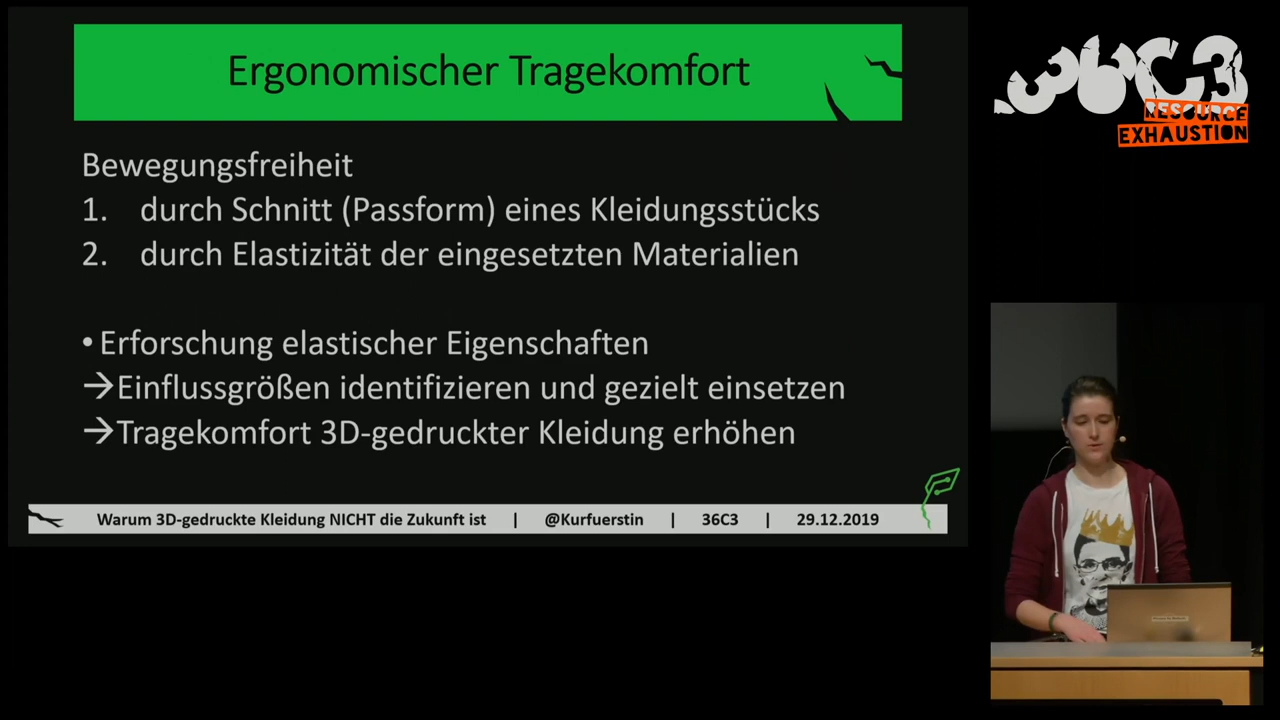 Ergonomischer Tragekomfort
Bewegungsfreiheit
1. durch Schnitt (Passform) eines Kleidungsstücks
2. durch Elastizität der eingesetzten Materialien
• Erforschung elastischer Eigenschaften
→Einflussgrößen identifizieren und gezielt einsetzen
→Tragekomfort 3D-gedruckter Kleidung erhöhen
Warum 3D-gedruckte Kleidung NICHT die Zukunft ist | @Kurfuerstin | 36C3 | 29.12.2019
36C3
RESOURCE
EXHAUSTION